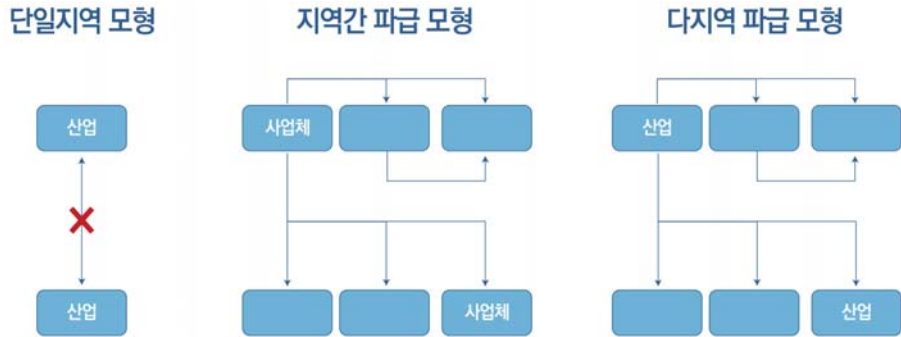 단일지역 모형
지역간 파급 모형
다지역 파급 모형
산업
사업체
산업
산업
사업체
산업